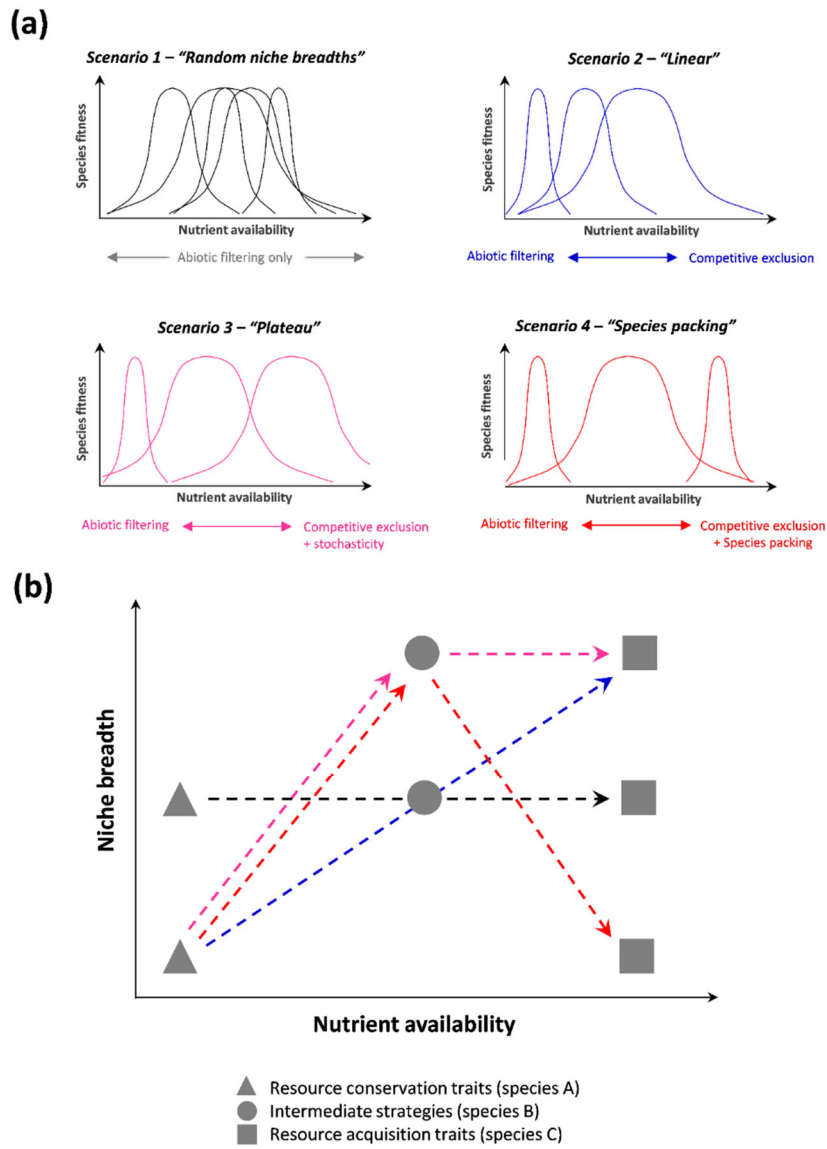 (a)
Scenario 1 – “Random niche breadths”
Species fitness
Nutrient availability
Abiotic filtering only
Scenario 2 – “Linear”
Species fitness
Nutrient availability
Abiotic filtering
Competitive exclusion
Scenario 3 – “Plateau”
Species fitness
Nutrient availability
Abiotic filtering
Competitive exclusion
+ stochasticity
Scenario 4 – “Species packing”
Species fitness
Nutrient availability
Abiotic filtering
Competitive exclusion
+ Species packing
(b)
Niche breadth
Nutrient availability
Resource conservation traits (species A)
Intermediate strategies (species B)
Resource acquisition traits (species C)